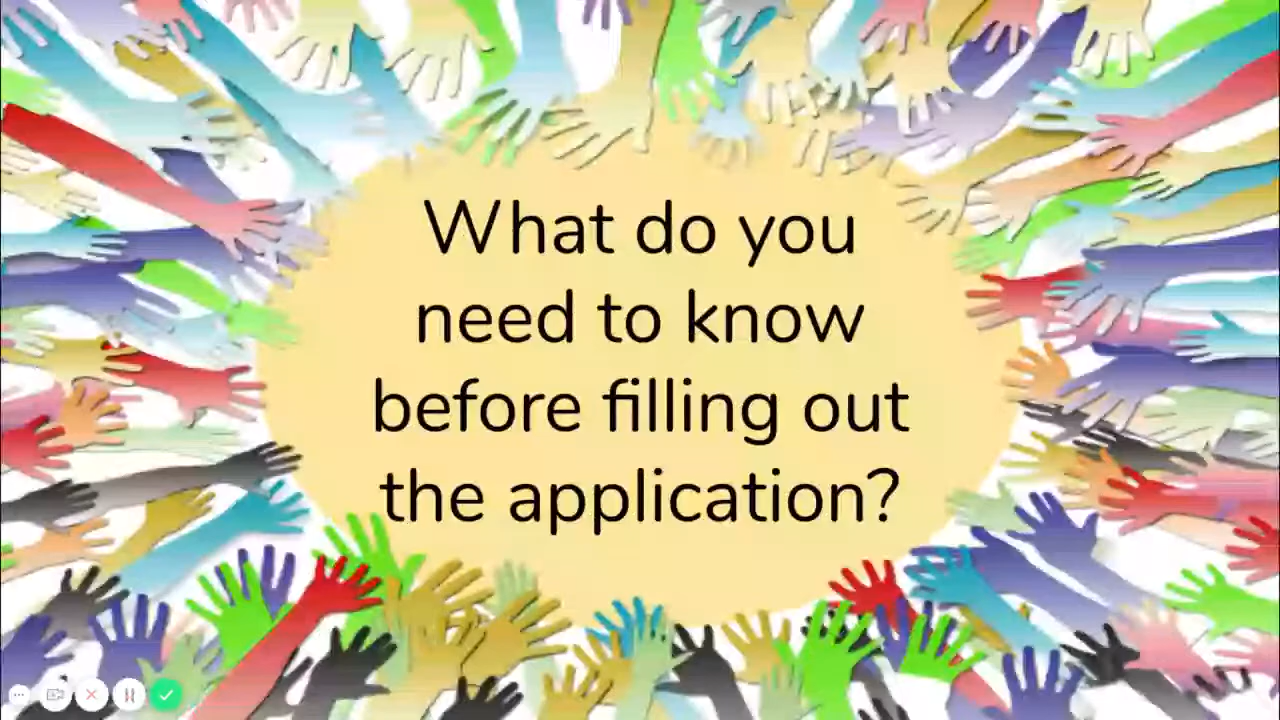 What do you
need to know
before filling out
the application?